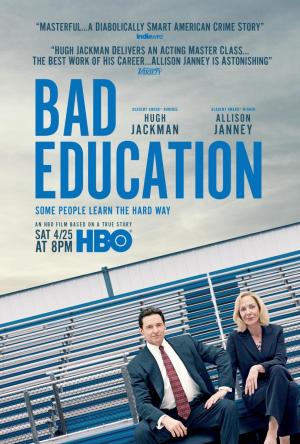 "MASTERFUL...A DIABOLICALLY SMART AMERICAN CRIME STORY"
IndieWire
"HUGH JACKMAN DELIVERS AN ACTING MASTER CLASS...
THE BEST WORK OF HIS CAREER...ALLISON JANNEY IS ASTONISHING"
VARIETY
BAD
EDUCATION
ACADEMY AWARD® NOMINEE
HUGH
JACKMAN
ACADEMY AWARD® WINNER
ALLISON
JANNEY
SOME PEOPLE LEARN THE HARD WAY
AN HBO FILM BASED ON A TRUE STORY
SAT 4/25
AT 8PM
HBO®